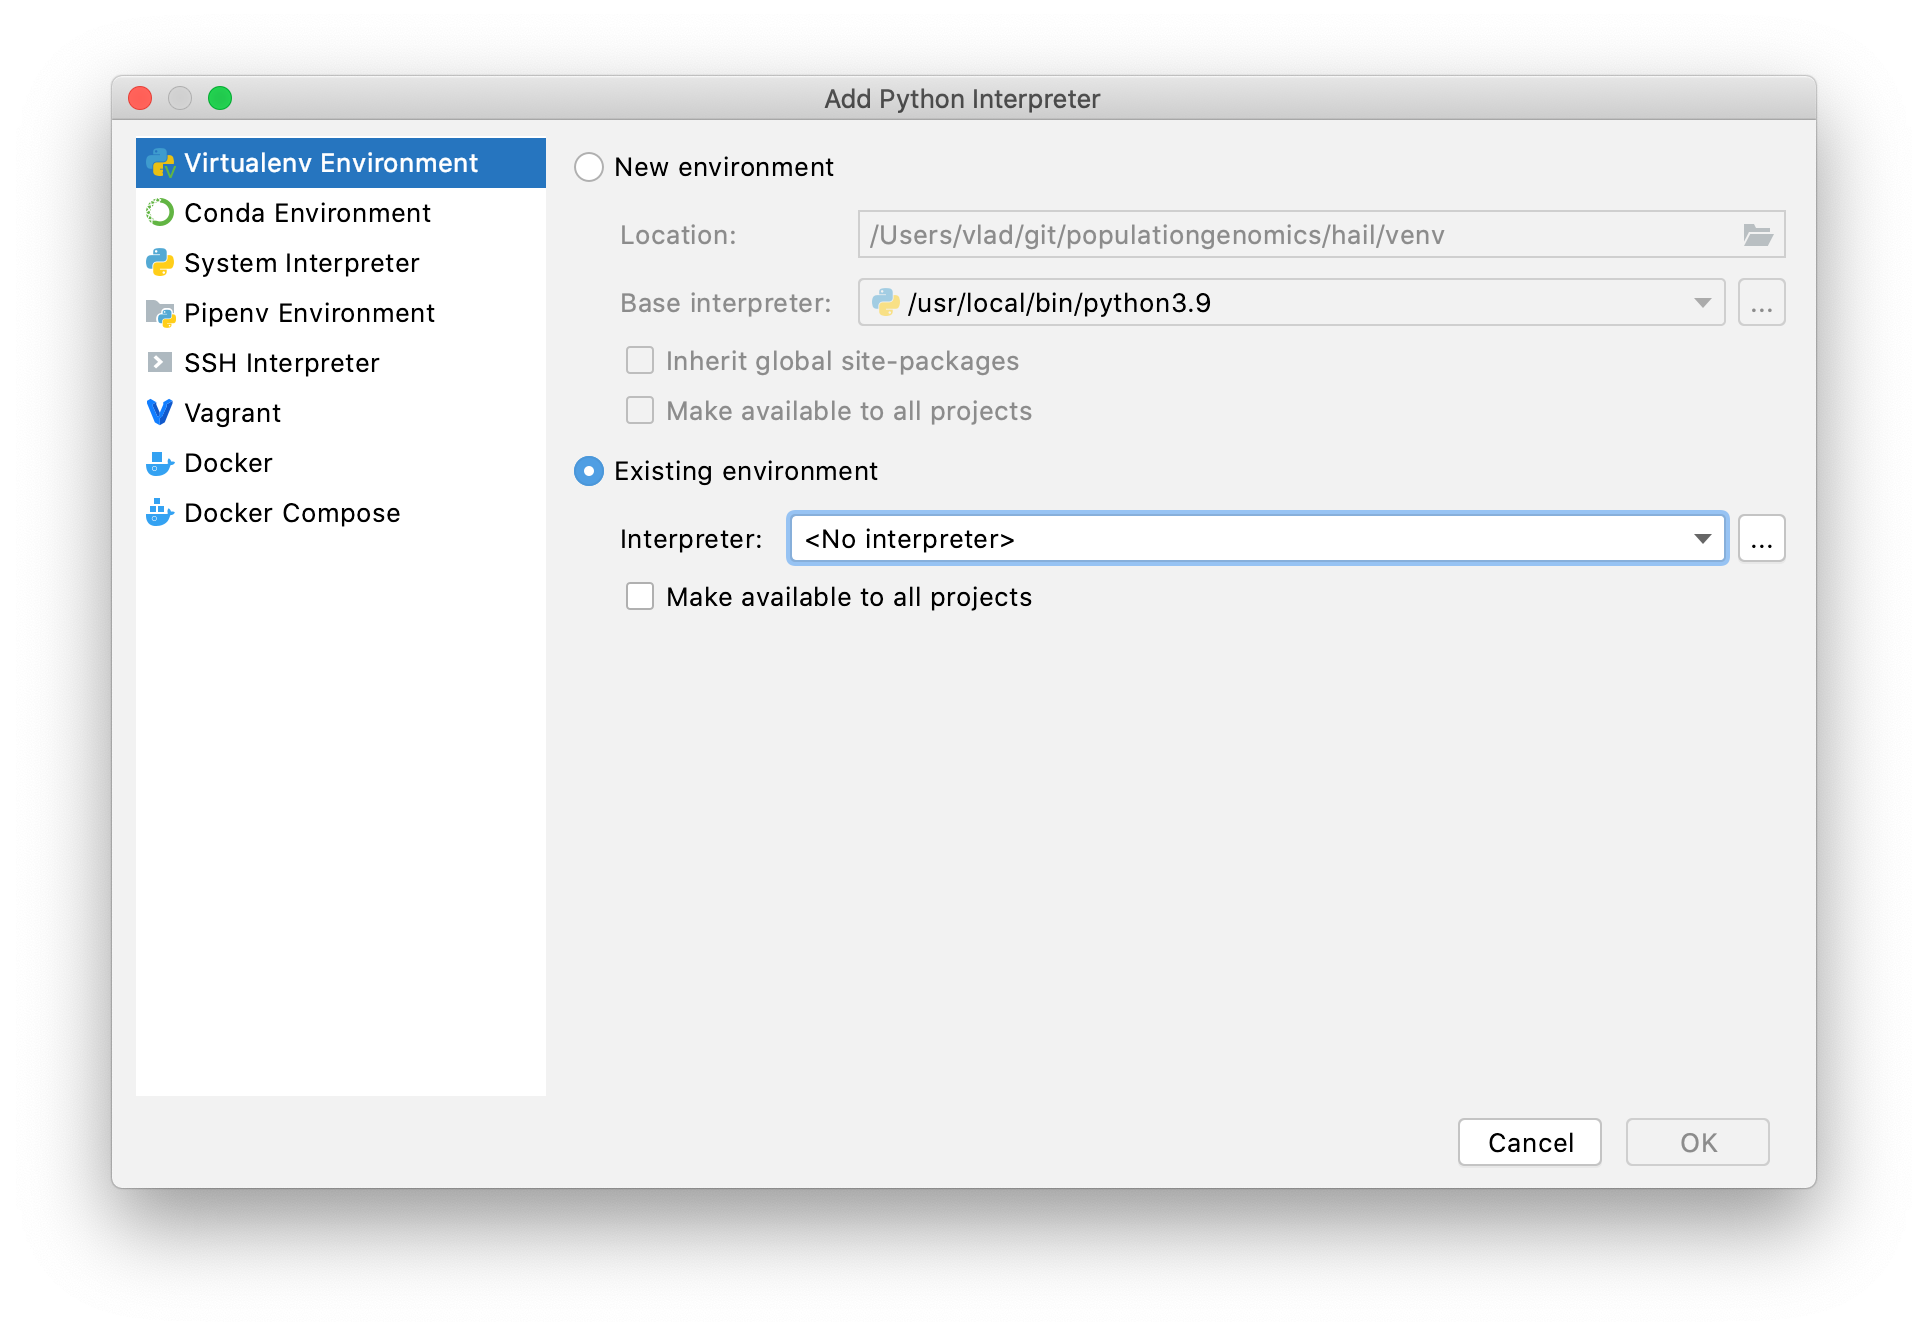 Add Python Interpreter
Virtualenv Environment
Conda Environment
System Interpreter
Pipenv Environment
SSH Interpreter
Vagrant
Docker
Docker Compose
New environment
Location: /Users/vlad/git/populationgenomics/hail/venv
Base interpreter: /usr/local/bin/python3.9 ...
Inherit global site-packages
Make available to all projects
Existing environment
Interpreter: <No interpreter> ...
Make available to all projects
Cancel OK